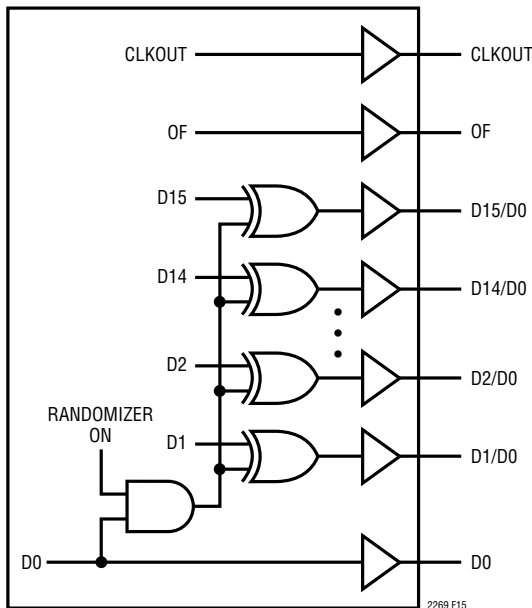 CLKOUT
CLKOUT
OF
OF
D15
D15/D0
D14
D14/D0
D2
D2/D0
RANDOMIZER
ON
D1
D1/D0
D0
D0
2269 F15